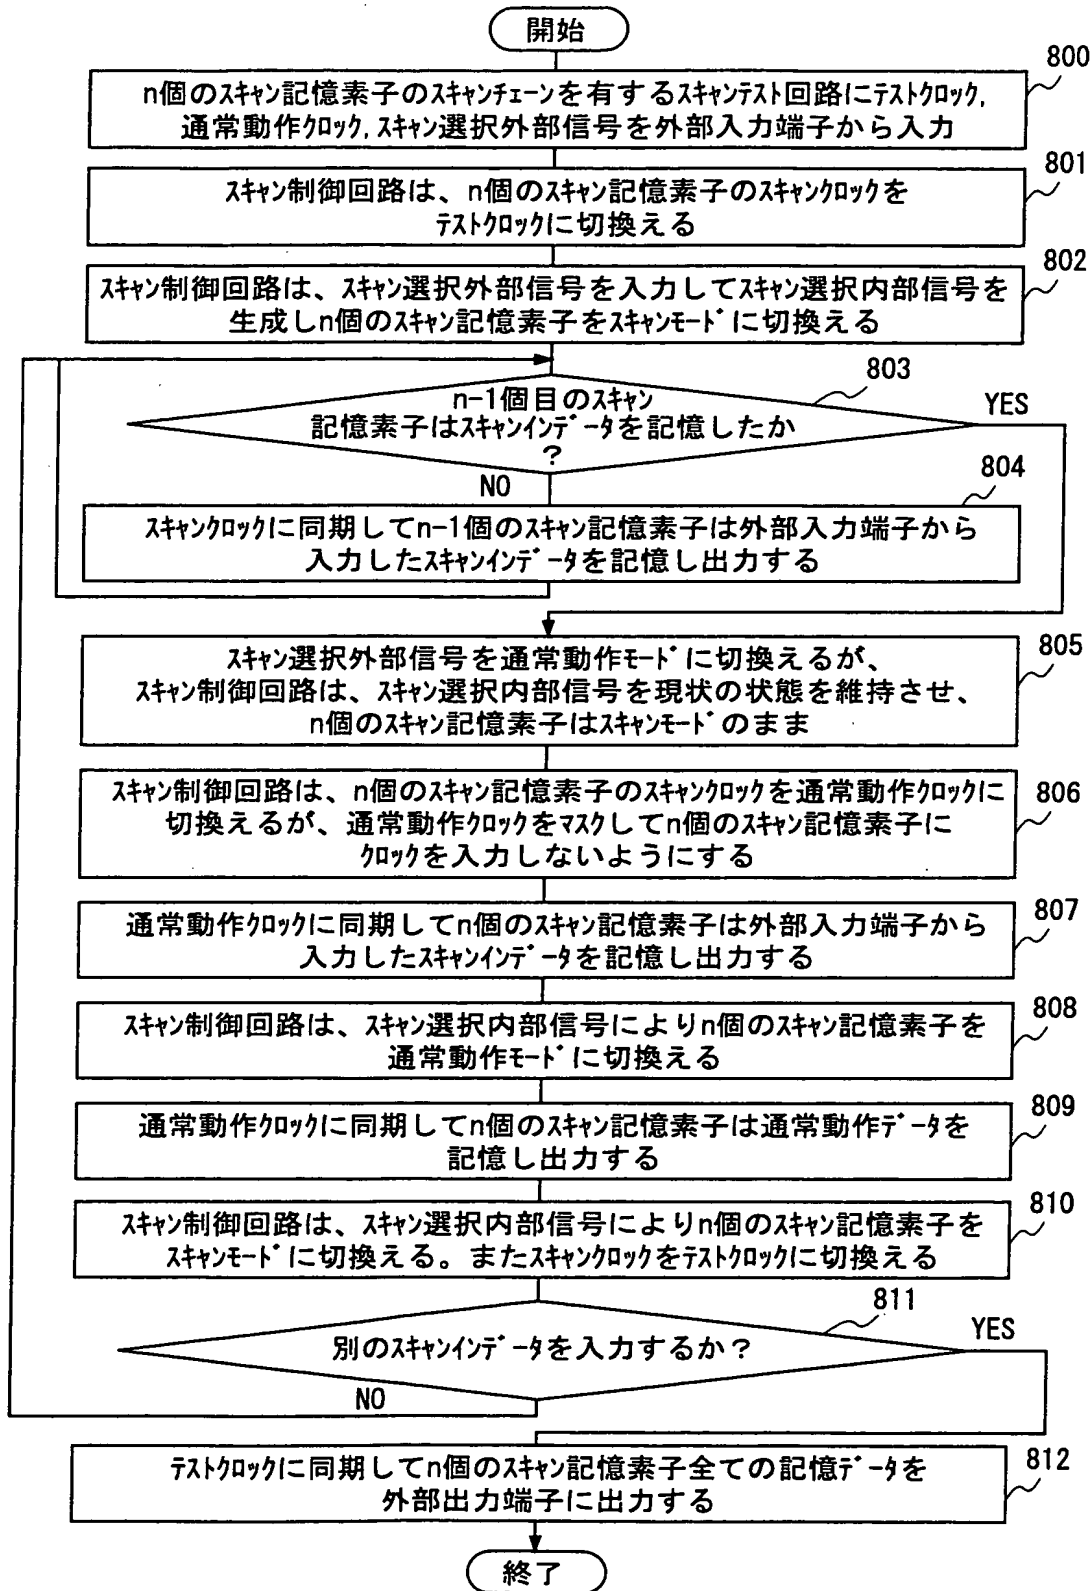 開始
800
n個のスキャン記憶素子のスキャンチェーンを有するスキャンテスト回路にテストクロック,
通常動作クロック,スキャン選択外部信号を外部入力端子から入力
801
スキャン制御回路は、n個のスキャン記憶素子のスキャンクロックを
テストクロックに切換える
802
スキャン制御回路は、スキャン選択外部信号を入力してスキャン選択内部信号を
生成しn個のスキャン記憶素子をスキャンモードに切換える
803
n-1個目のスキャン
記憶素子はスキャンインデータを記憶したか
?
YES
NO
804
スキャンクロックに同期してn-1個のスキャン記憶素子は外部入力端子から
入力したスキャンインデータを記憶し出力する
805
スキャン選択外部信号を通常動作モードに切換えるが、
スキャン制御回路は、スキャン選択内部信号を現状の状態を維持させ、
n個のスキャン記憶素子はスキャンモードのまま
806
スキャン制御回路は、n個のスキャン記憶素子のスキャンクロックを通常動作クロックに
切換えるが、通常動作クロックをマスクしてn個のスキャン記憶素子に
クロックを入力しないようにする
807
通常動作クロックに同期してn個のスキャン記憶素子は外部入力端子から
入力したスキャンインデータを記憶し出力する
808
スキャン制御回路は、スキャン選択内部信号によりn個のスキャン記憶素子を
通常動作モードに切換える
809
通常動作クロックに同期してn個のスキャン記憶素子は通常動作データを
記憶し出力する
810
スキャン制御回路は、スキャン選択内部信号によりn個のスキャン記憶素子を
スキャンモードに切換える。またスキャンクロックをテストクロックに切換える
811
別のスキャンインデータを入力するか?
YES
NO
812
テストクロックに同期してn個のスキャン記憶素子全ての記憶データを
外部出力端子に出力する
終了